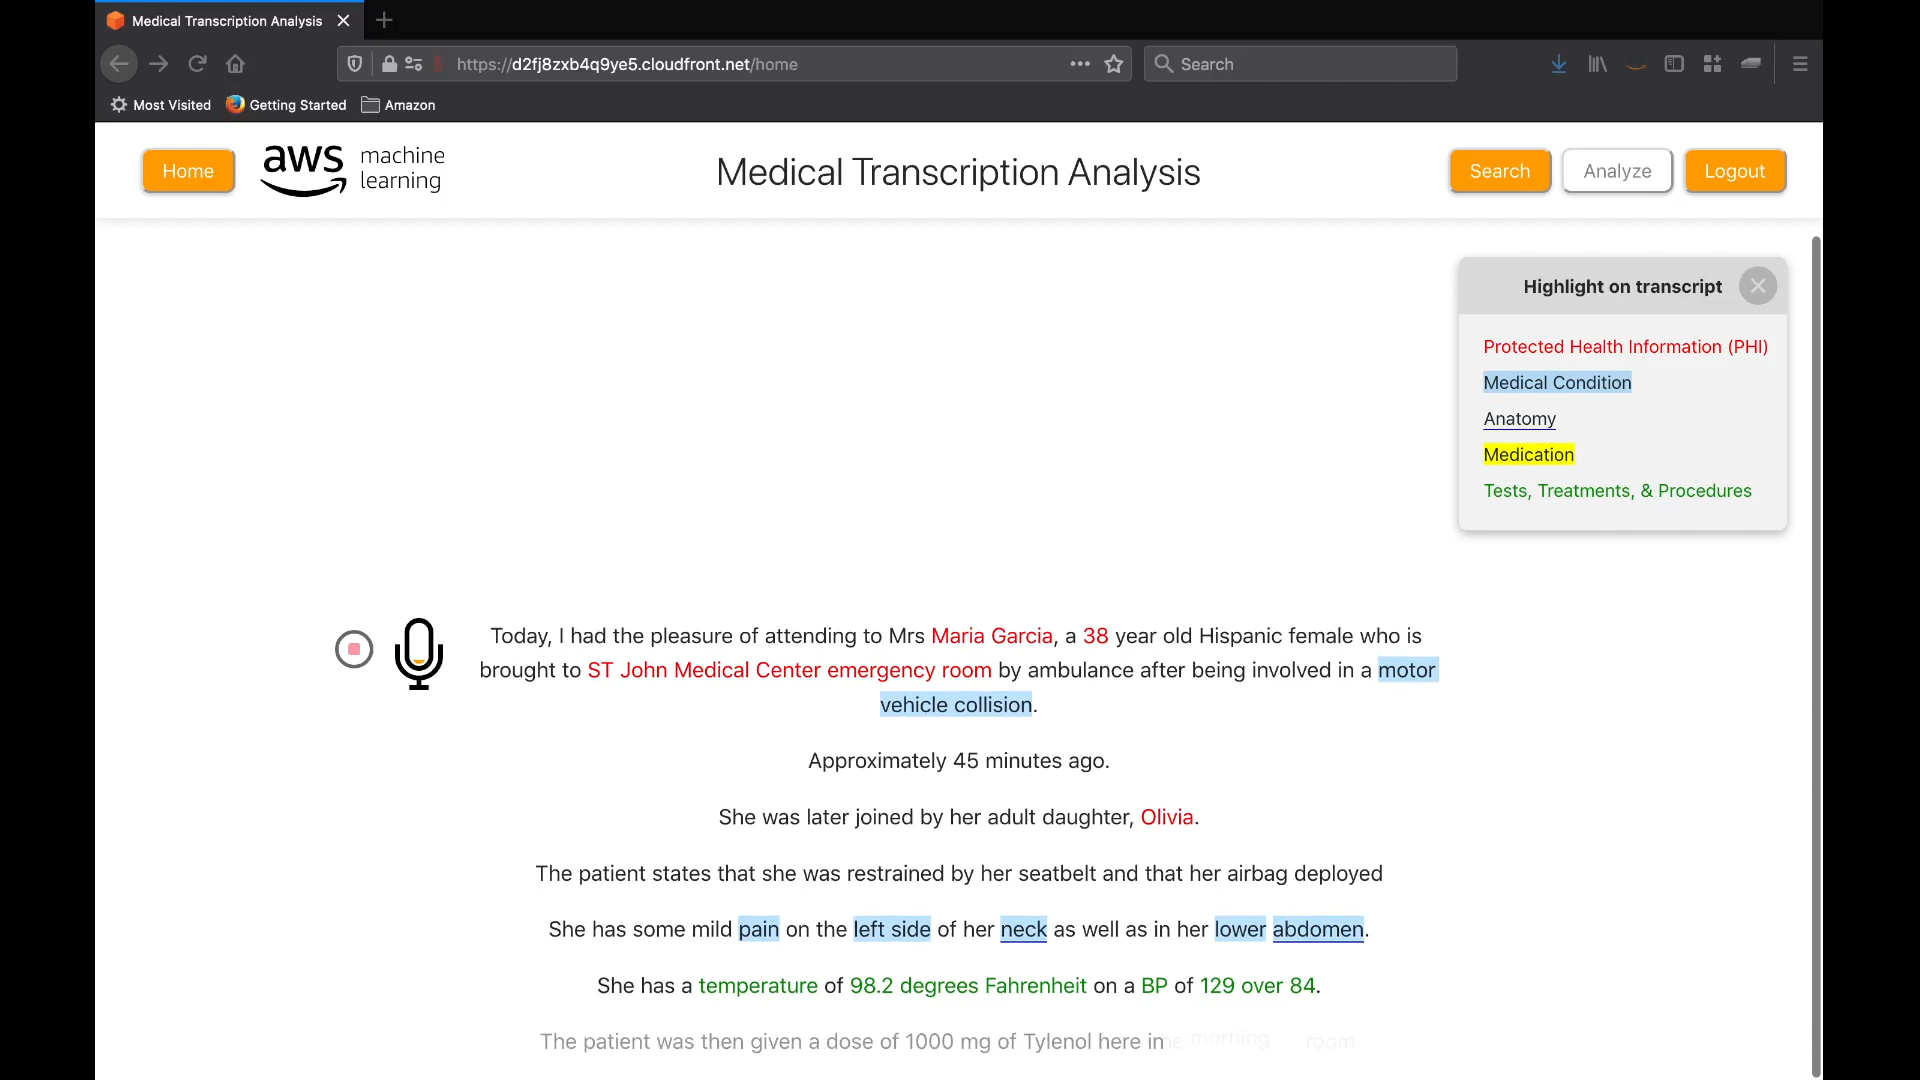 Medical Transcription Analysis
https://d2fj8zxb4q9ye5.cloudfront.net/home
Search
Most Visited
Getting Started
Amazon
Home
aws machine learning
Medical Transcription Analysis
Search
Analyze
Logout
Highlight on transcript
Protected Health Information (PHI)
Medical Condition
Anatomy
Medication
Tests, Treatments, & Procedures
Today, I had the pleasure of attending to Mrs Maria Garcia, a 38 year old Hispanic female who is
brought to ST John Medical Center emergency room by ambulance after being involved in a motor
vehicle collision.
Approximately 45 minutes ago.
She was later joined by her adult daughter, Olivia.
The patient states that she was restrained by her seatbelt and that her airbag deployed
She has some mild pain on the left side of her neck as well as in her lower abdomen.
She has a temperature of 98.2 degrees Fahrenheit on a BP of 129 over 84.
The patient was then given a dose of 1000 mg of Tylenol here in morning room